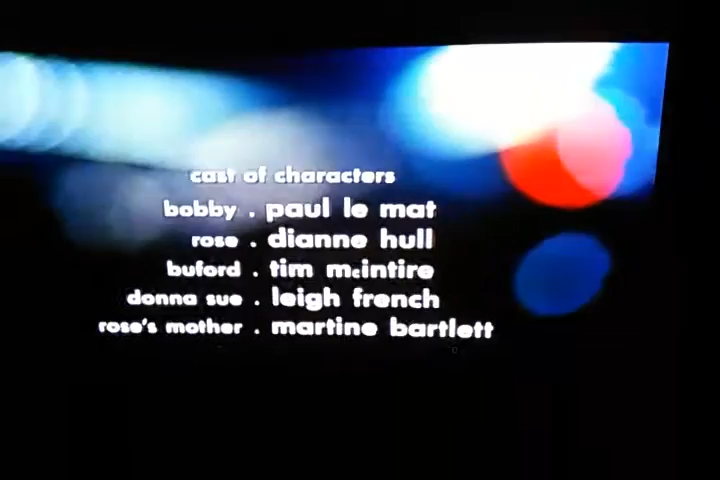 cast of characters
bobby . paul le mat
rose . dianne hull
buford . tim mcintire
donna sue . leigh french
rose's mother . martine bartlett